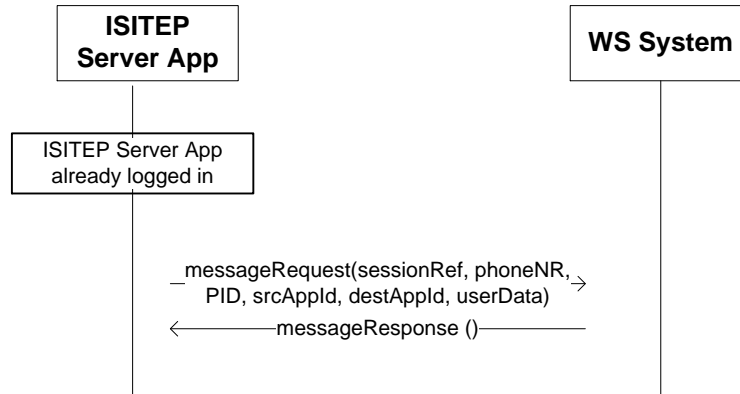 ISITEP
Server App
WS System
ISITEP Server App
already logged in
messageRequest(sessionRef, phoneNR,
PID, srcAppId, destAppId, userData)
messageResponse ()